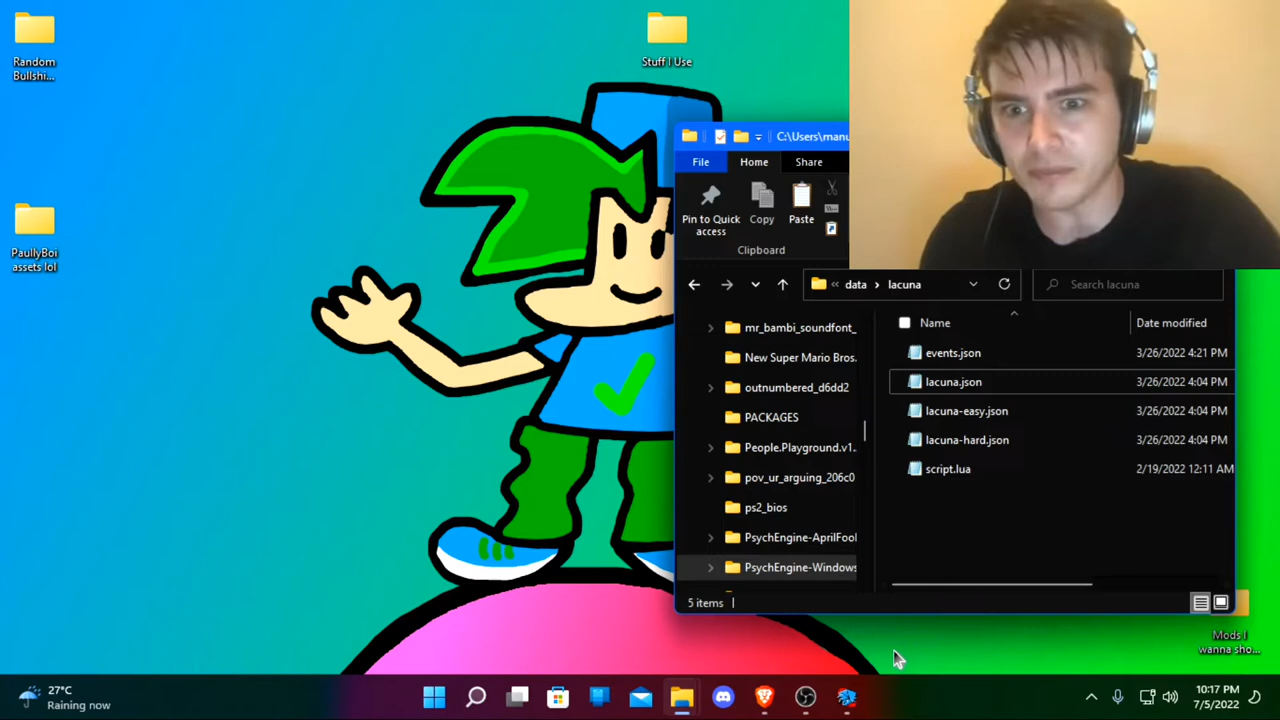 Random
Bullshi...
Stuff I Use
PaullyBoi
assets lol
C:\Users\manu
File
Home
Share
Pin to Quick
access
Copy
Paste
Clipboard
data
lacuna
Search lacuna
mr_bambi_soundfont_
New Super Mario Bros.
outnumbered_d6dd2
PACKAGES
People.Playground.v1..
pov_ur_arguing_206c0
ps2_bios
PsychEngine-AprilFool
PsychEngine-Windows
Name
Date modified
events.json
3/26/2022 4:21 PM
lacuna.json
3/26/2022 4:04 PM
lacuna-easy.json
3/26/2022 4:04 PM
lacuna-hard.json
3/26/2022 4:04 PM
script.lua
2/19/2022 12:11 AM
5 items
Mods I
wanna sho...
27°C
Raining now
10:17 PM
7/5/2022